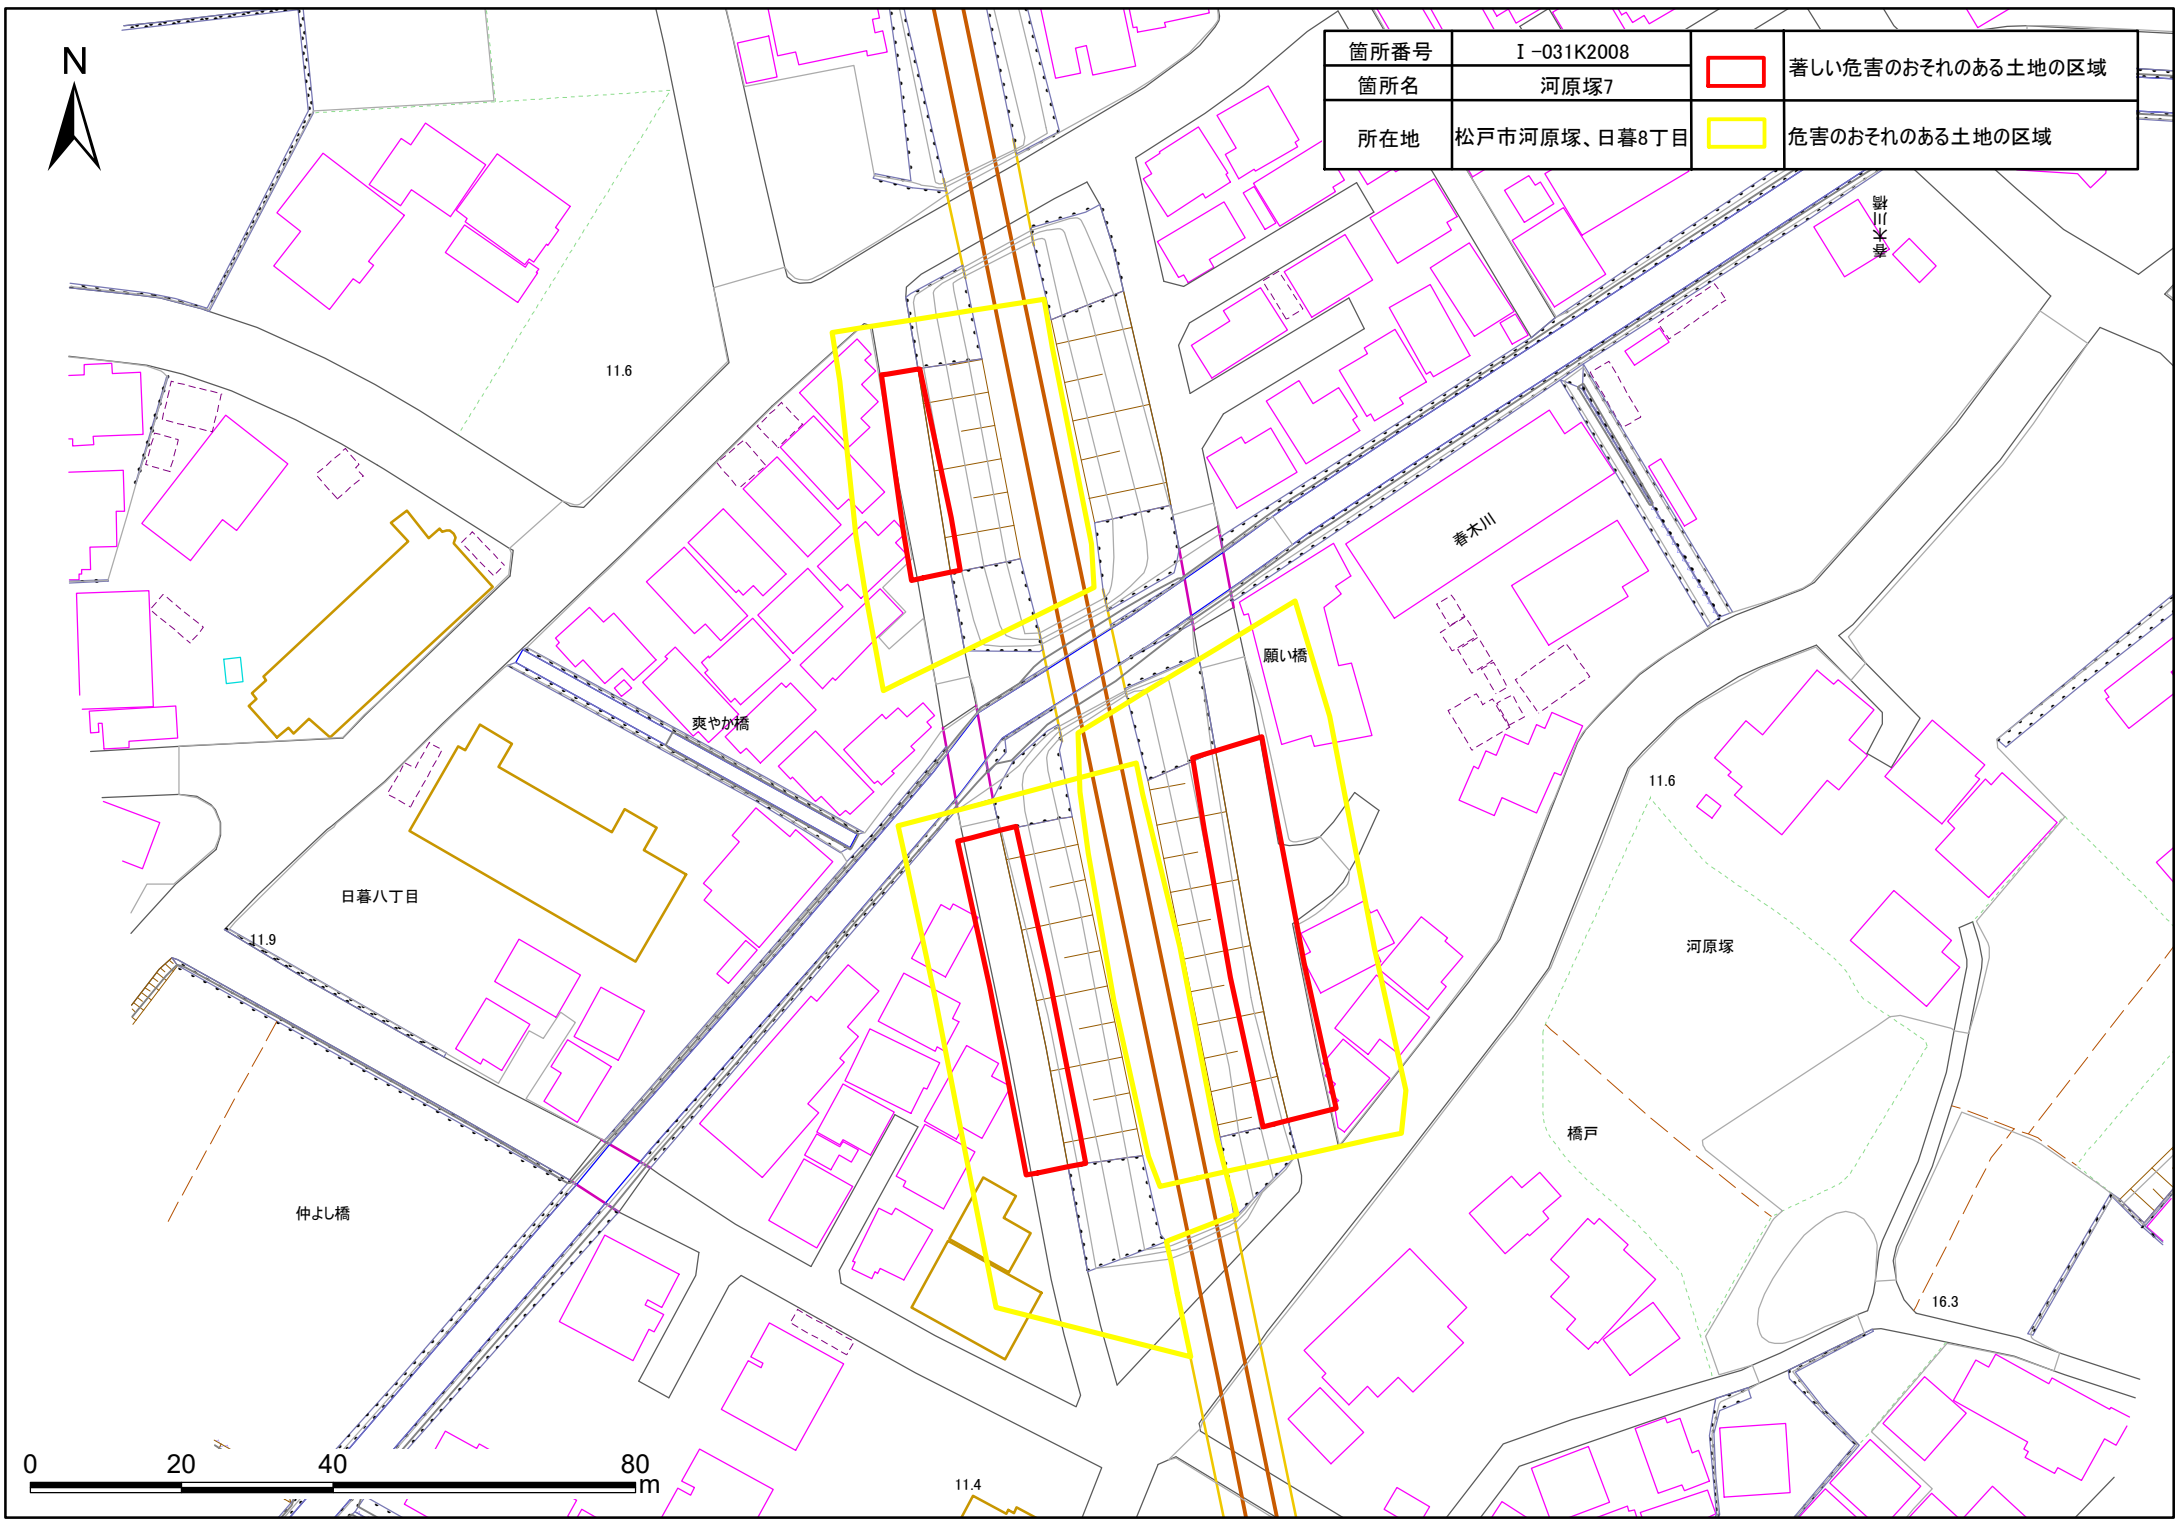 N
箇所番号
Ⅰ-031K2008
著しい危害のおそれのある土地の区域
箇所名
河原塚7
所在地
松戸市河原塚、日暮8丁目
危害のおそれのある土地の区域
春木川橋
11.6
春木川
願い橋
爽やか橋
11.6
日暮八丁目
11.9
河原塚
橋戸
仲よし橋
16.3
0 20 40 80
m
11.4